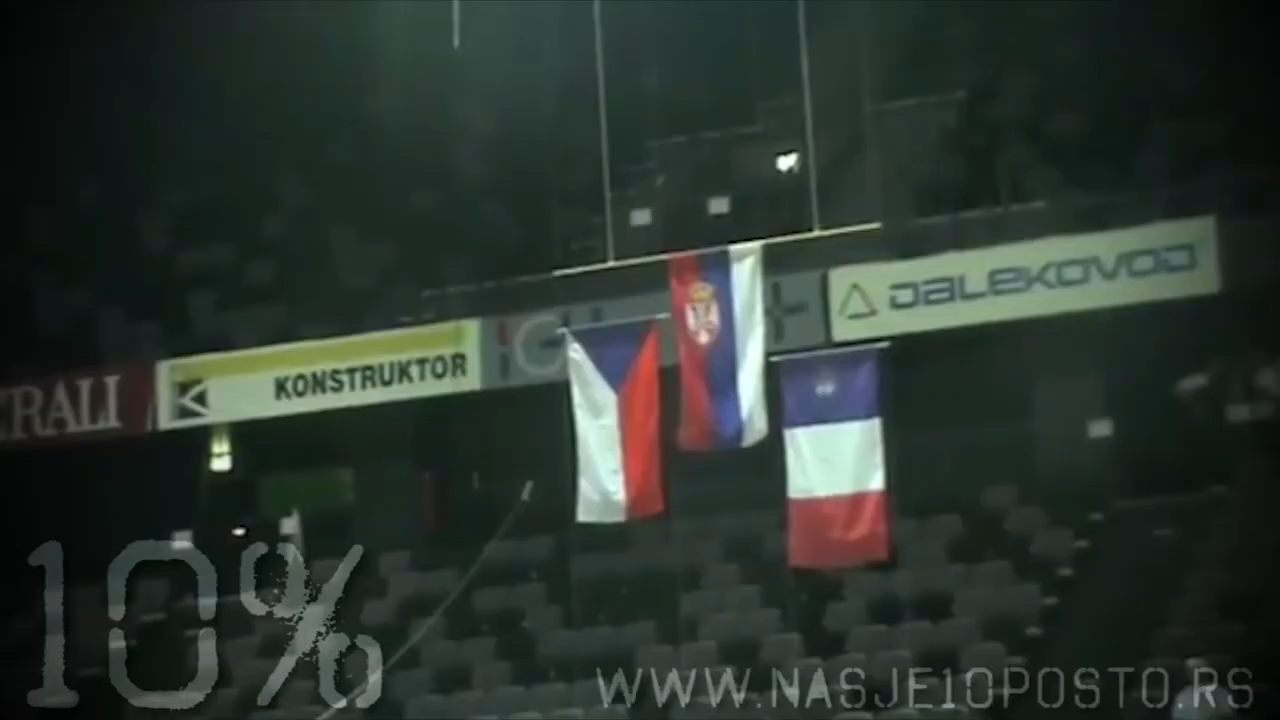 DALEKOVOD
KONSTRUKTOR
ERALI
10%
WWW.NASJE10POSTO.RS